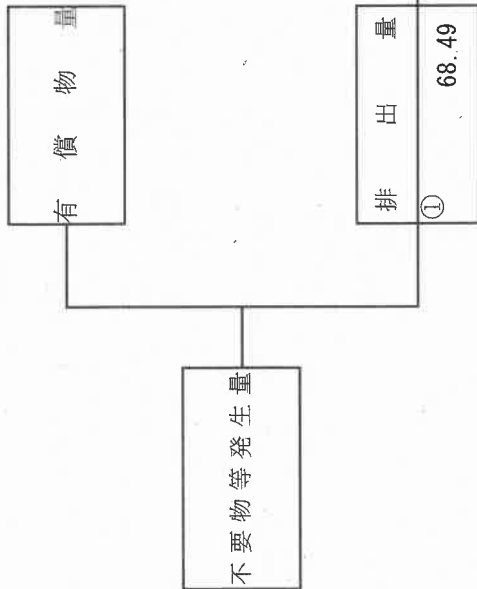 不要物等発生量
有償物量
排出量
①
68.49